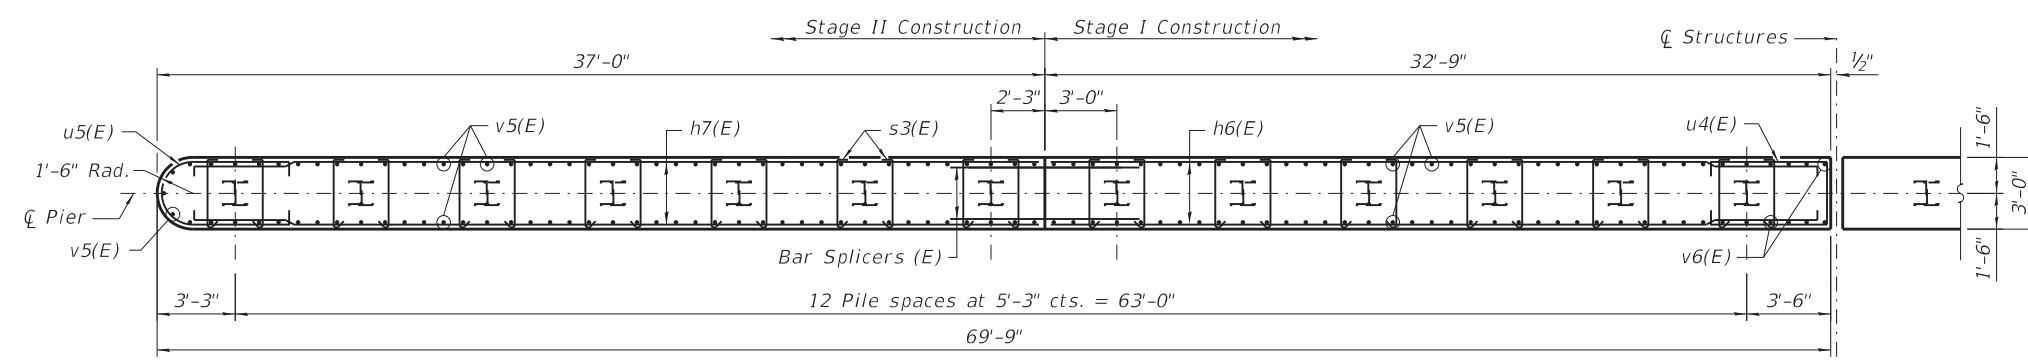 Stage II Construction
Stage I Construction
℄ Structures
37'-0"
32'-9"
½"
2'-3"
3'-0"
u5(E)
v5(E)
h7(E)
s3(E)
h6(E)
v5(E)
u4(E)
1'-6"
1'-6" Rad.
℄ Pier
3'-0"
v5(E)
Bar Splicers (E)
v6(E)
1'-6"
3'-3"
12 Pile spaces at 5'-3" cts. = 63'-0"
3'-6"
69'-9"